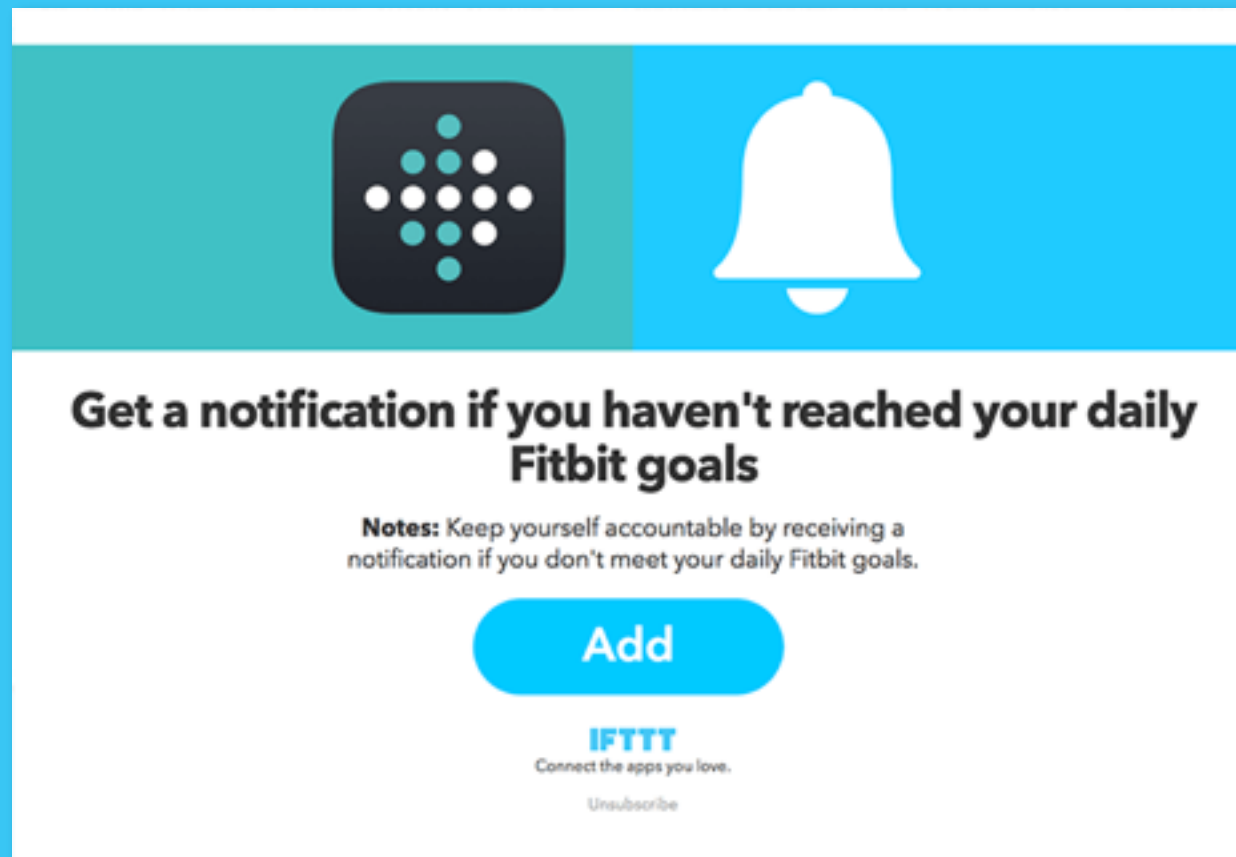 Get a notification if you haven't reached your daily
Fitbit goals
Notes: Keep yourself accountable by receiving a
notification if you don't meet your daily Fitbit goals.
Add
IFTTT
Connect the apps you love.
Unsubscribe